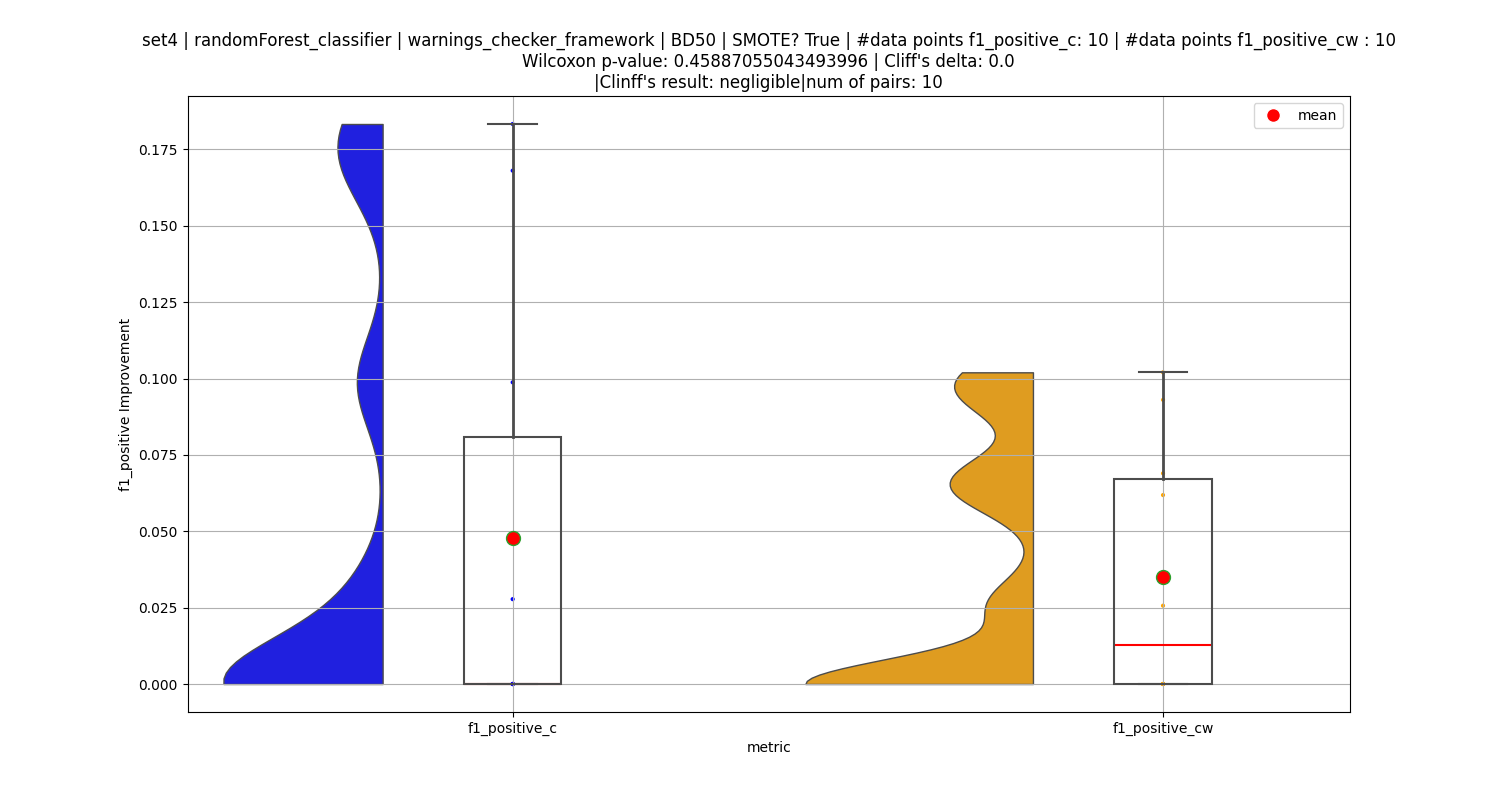 set4 | randomForest_classifier | warnings_checker_framework | BD50 | SMOTE? True | #data points f1_positive_c: 10 | #data points f1_positive_cw : 10
Wilcoxon p-value: 0.45887055043493996 | Cliff's delta: 0.0
|Clinff's result: negligible|num of pairs: 10
mean
0.175
0.150
0.125
0.100
0.075
0.050
0.025
0.000
f1_positive Improvement
f1_positive_c
f1_positive_cw
metric